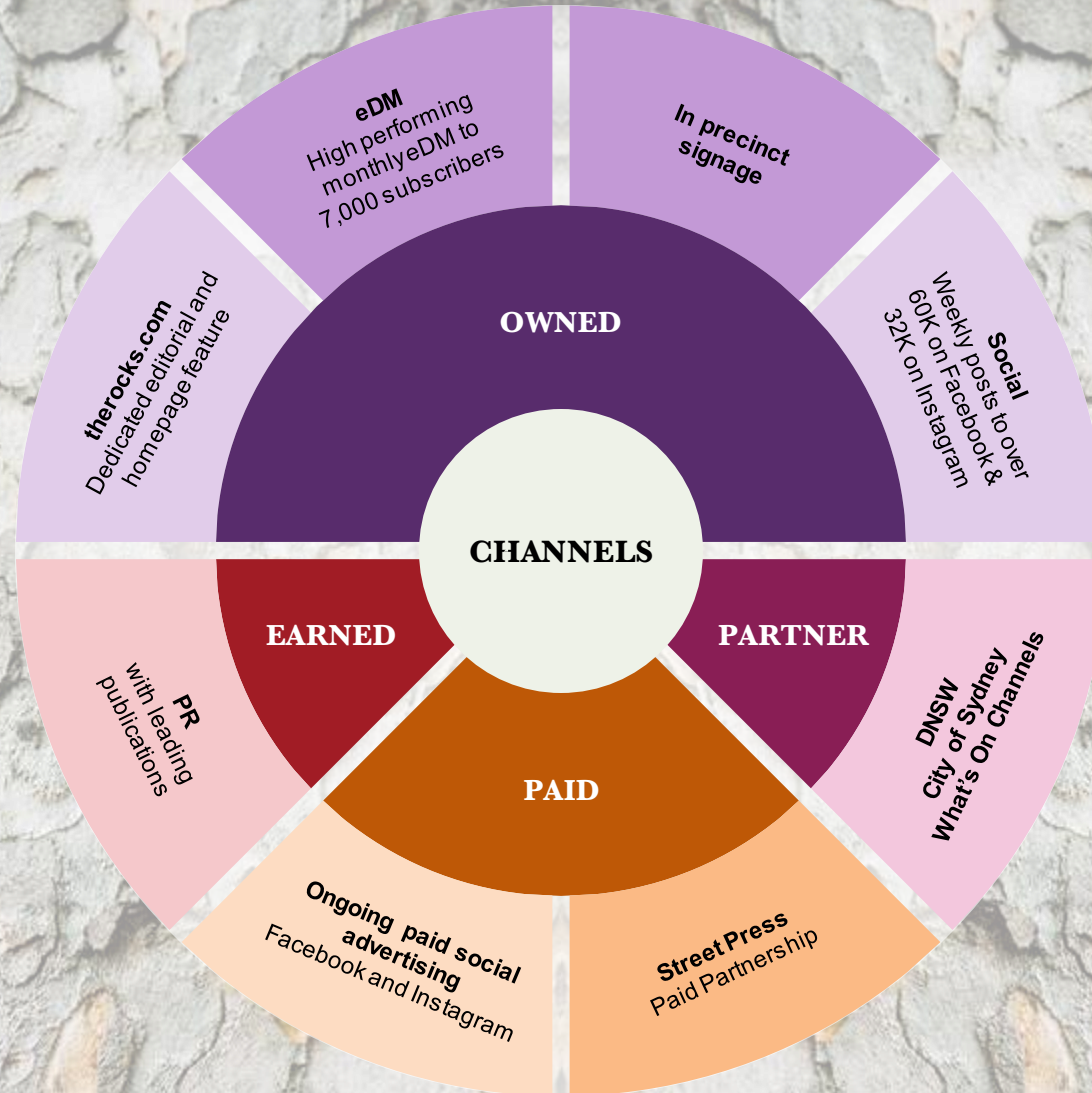 eDM
High performing
monthly eDM to
7,000 subscribers
In precinct
signage
therocks.com
Dedicated editorial and
homepage feature
OWNED
Social
Weekly posts to over
60K on Facebook &
32K on Instagram
CHANNELS
EARNED
PARTNER
PR
with leading
publications
DNSW
City of Sydney
What's On Channels
PAID
Ongoing paid social
advertising
Facebook and Instagram
Street Press
Paid Partnership